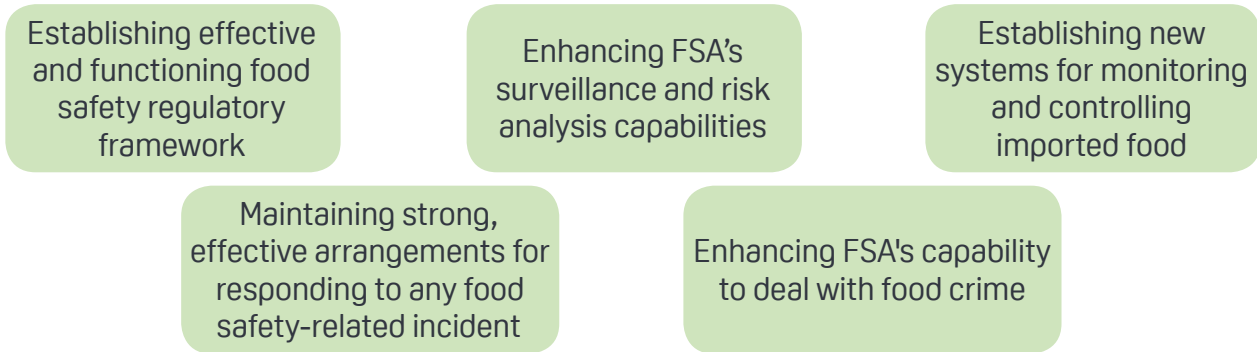 Establishing effective
and functioning food
safety regulatory
framework
Enhancing FSA’s
surveillance and risk
analysis capabilities
Establishing new
systems for monitoring
and controlling
imported food
Maintaining strong,
effective arrangements for
responding to any food
safety-related incident
Enhancing FSA's capability
to deal with food crime